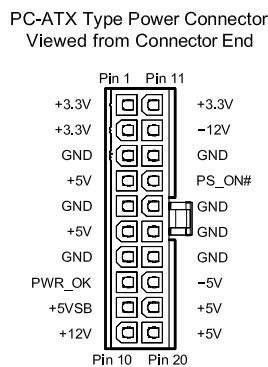 PC-ATX Type Power Connector
Viewed from Connector End
Pin 1 Pin 11
+3.3V +3.3V
+3.3V −12V
GND GND
+5V PS_ON#
GND GND
+5V GND
GND GND
PWR_OK −5V
+5VSB +5V
+12V +5V
Pin 10 Pin 20